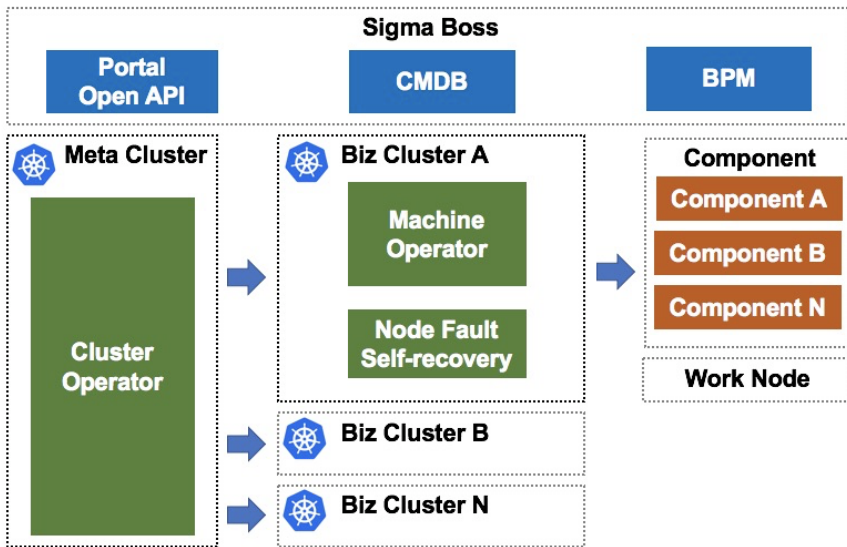 Sigma Boss
Portal
Open API
CMDB
BPM
Meta Cluster
Cluster
Operator
Biz Cluster A
Machine
Operator
Node Fault
Self-recovery
Biz Cluster B
Biz Cluster N
Component
Component A
Component B
Component N
Work Node